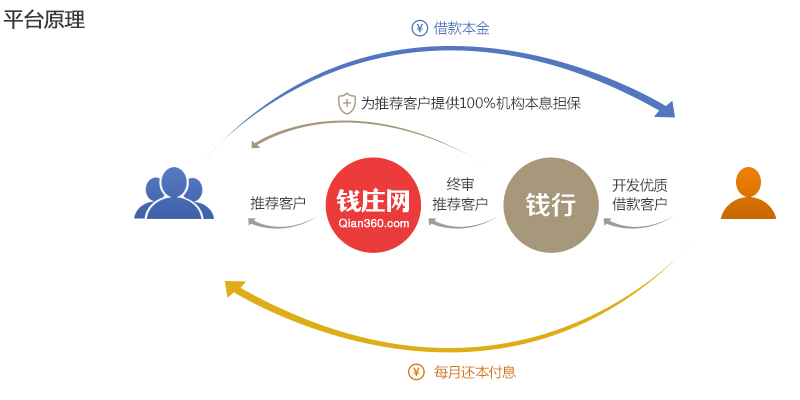 平台原理
¥ 借款本金
为推荐客户提供100%机构本息担保
推荐客户
钱庄网
Qian360.com
终审
推荐客户
钱行
开发优质
借款客户
¥ 每月还本付息